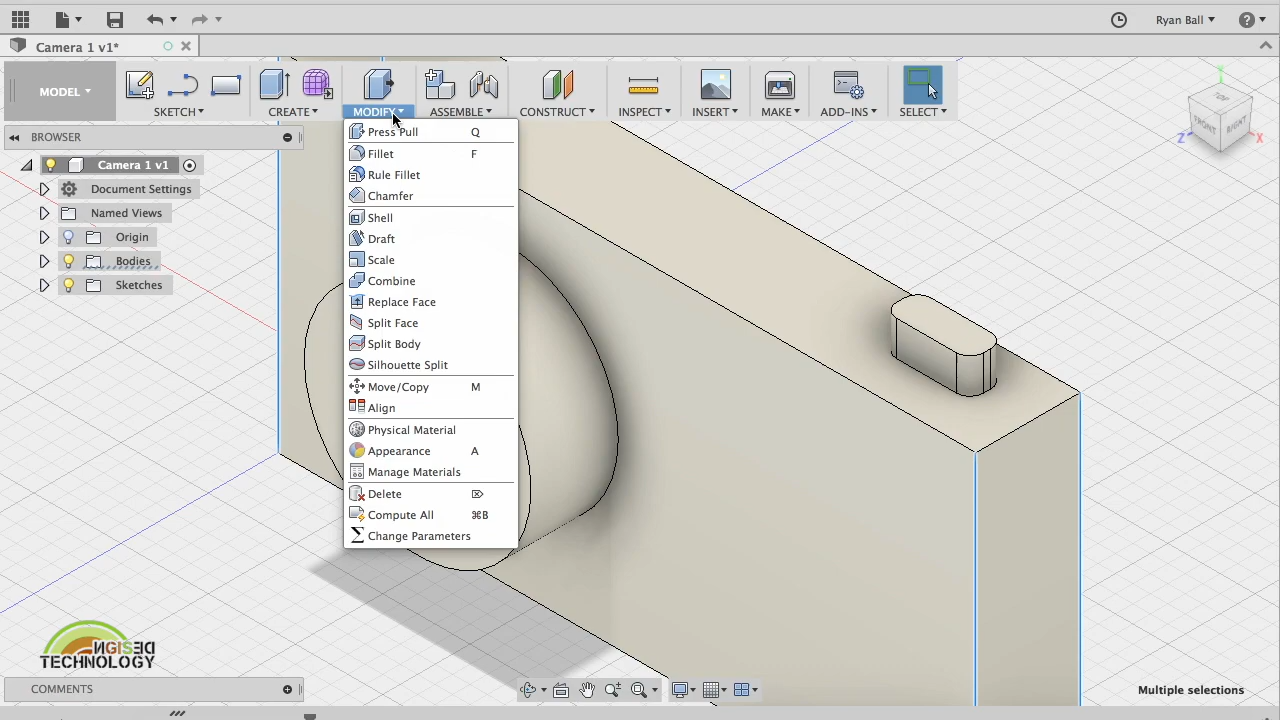 Ryan Ball
?
Camera 1 v1*
MODEL
SKETCH
CREATE
MODIFY
ASSEMBLE
CONSTRUCT
INSPECT
INSERT
MAKE
ADD-INS
SELECT
TOP
FRONT
RIGHT
Y
Z
X
BROWSER
Camera 1 v1
Document Settings
Named Views
Origin
Bodies
Sketches
Press Pull Q
Fillet F
Rule Fillet
Chamfer
Shell
Draft
Scale
Combine
Replace Face
Split Face
Split Body
Silhouette Split
Move/Copy M
Align
Physical Material
Appearance A
Manage Materials
Delete ⌦
Compute All ⌘B
Change Parameters
DESIGN
TECHNOLOGY
COMMENTS
Multiple selections